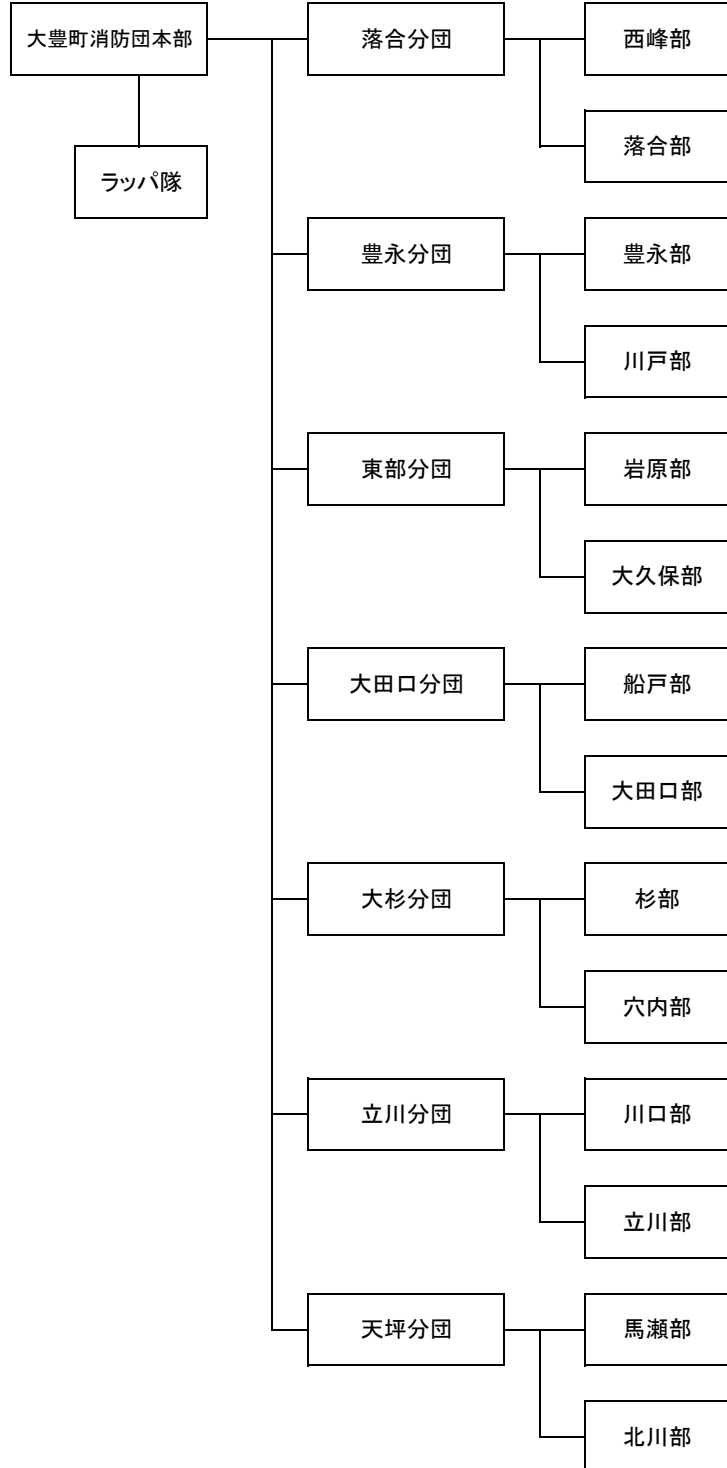 大豊町消防団本部
ラッパ隊
落合分団
西峰部
落合部
豊永分団
豊永部
川戸部
東部分団
岩原部
大久保部
大田口分団
船戸部
大田口部
大杉分団
杉部
穴内部
立川分団
川口部
立川部
天坪分団
馬瀬部
北川部